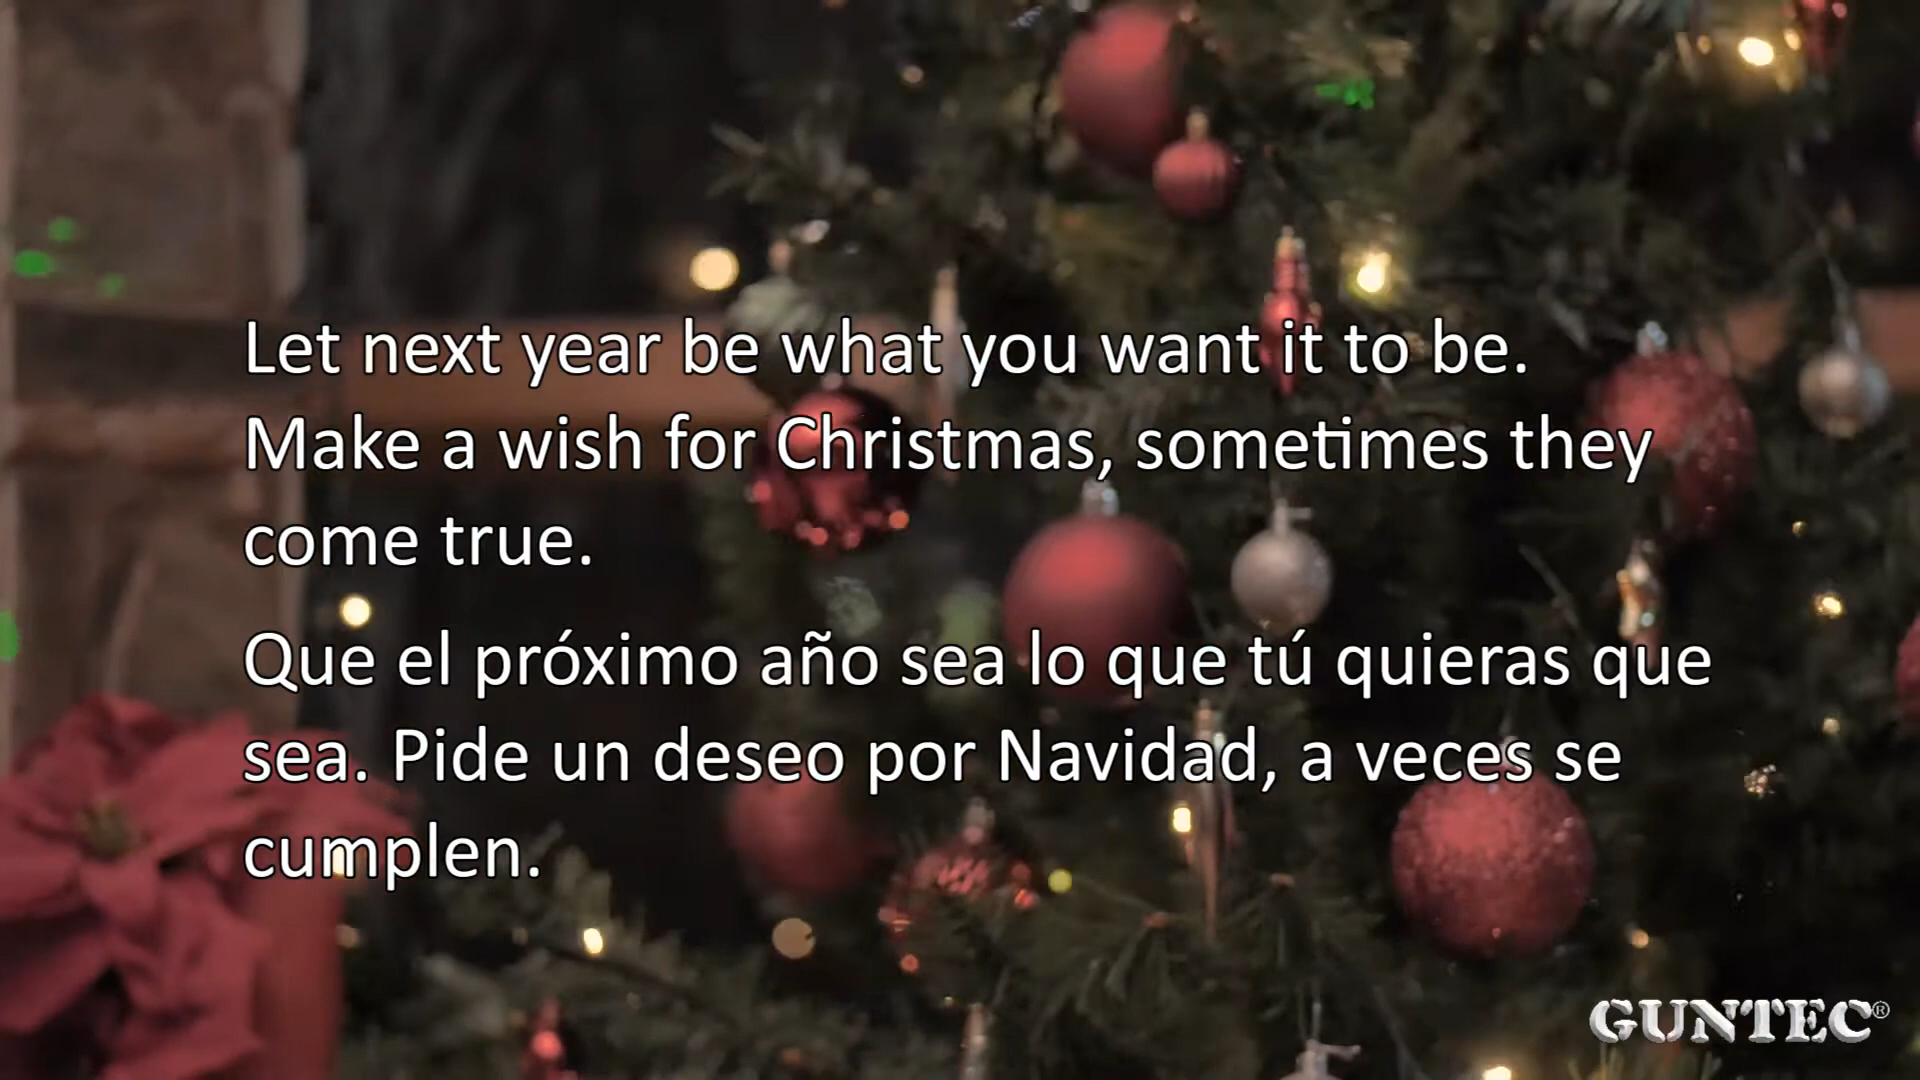 Let next year be what you want it to be.
Make a wish for Christmas, sometimes they
come true.
Que el próximo año sea lo que tú quieras que
sea. Pide un deseo por Navidad, a veces se
cumplen.
GUNTEC®